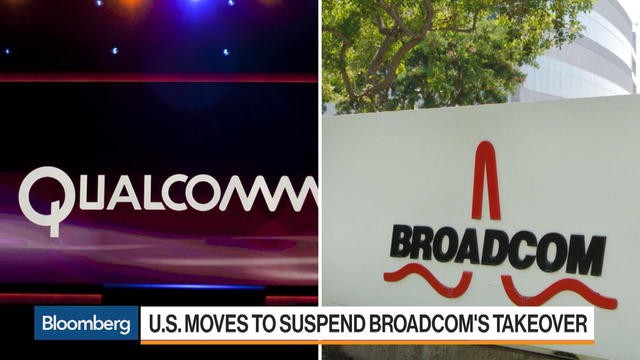 QUALCOMM
BROADCOM
Bloomberg
U.S. MOVES TO SUSPEND BROADCOM'S TAKEOVER